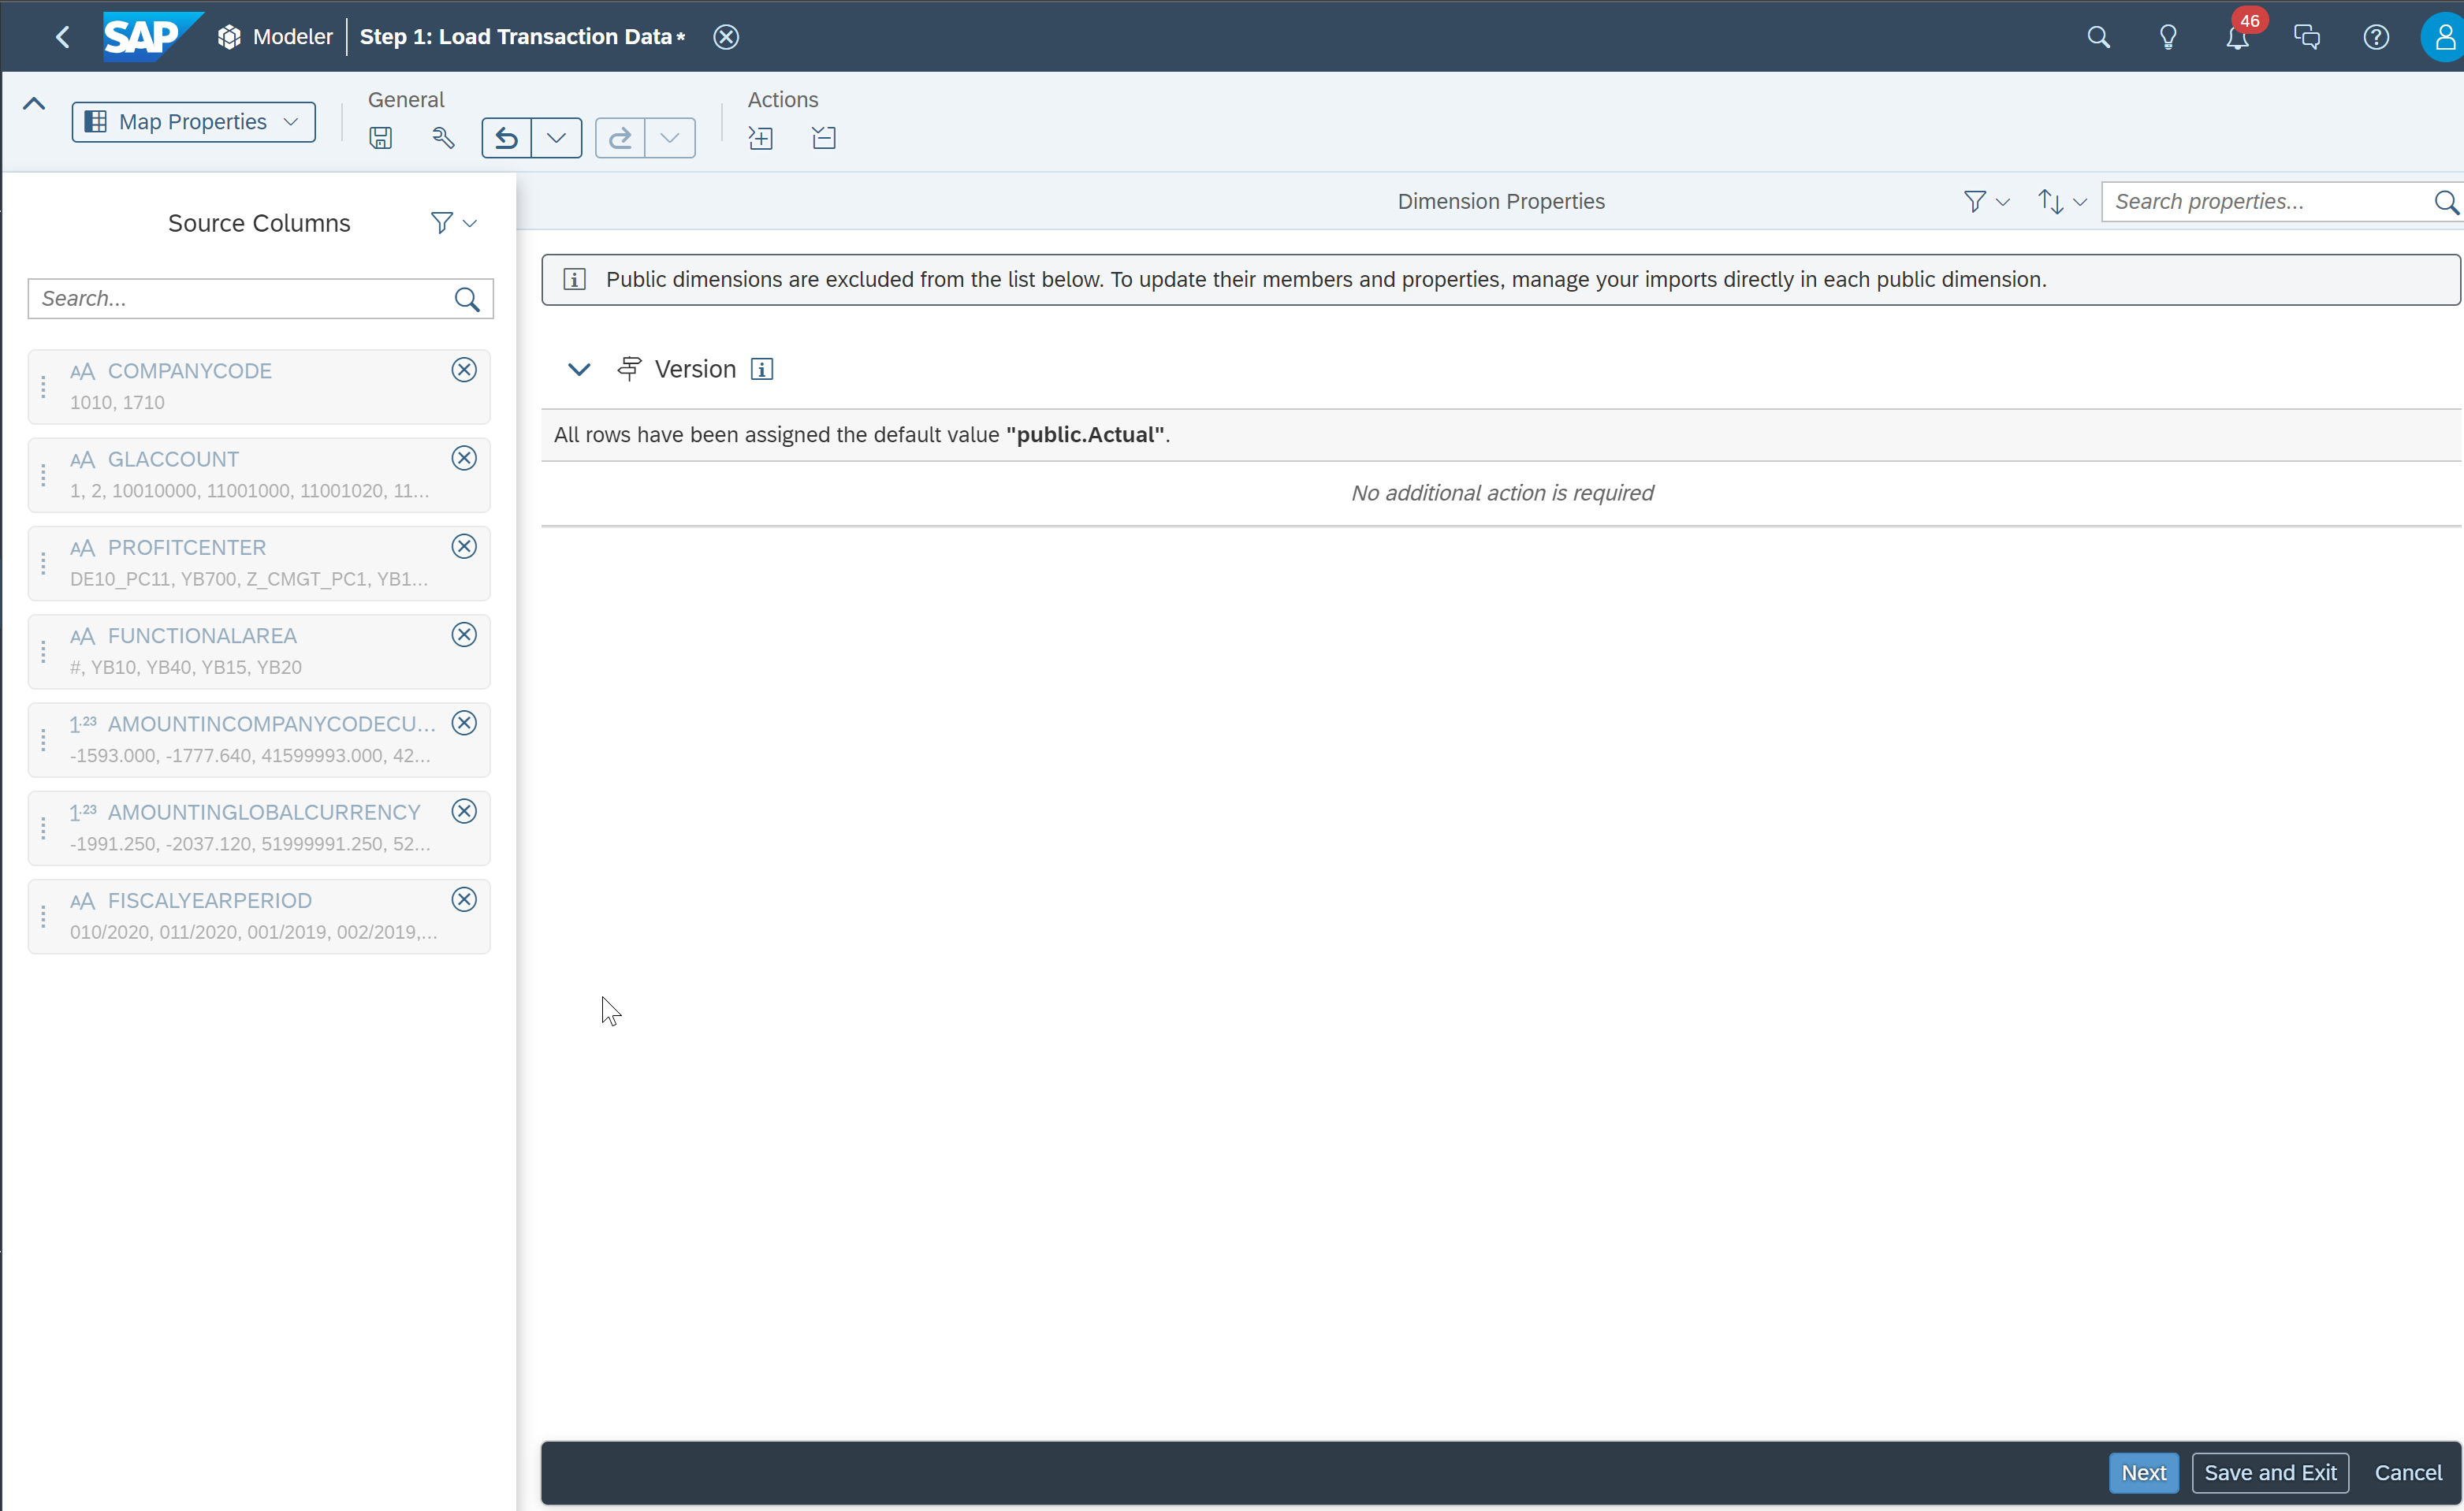 SAP Modeler Step 1: Load Transaction Data* 46
Map Properties General Actions
Source Columns
Search...
AA COMPANYCODE
1010, 1710
AA GLACCOUNT
1, 2, 10010000, 11001000, 11001020, 11...
AA PROFITCENTER
DE10_PC11, YB700, Z_CMGT_PC1, YB1...
AA FUNCTIONALAREA
#, YB10, YB40, YB15, YB20
1.23 AMOUNTINCOMPANYCODECU...
-1593.000, -1777.640, 41599993.000, 42...
1.23 AMOUNTINGLOBALCURRENCY
-1991.250, -2037.120, 51999991.250, 52...
AA FISCALYEARPERIOD
010/2020, 011/2020, 001/2019, 002/2019,...
Dimension Properties Search properties...
Public dimensions are excluded from the list below. To update their members and properties, manage your imports directly in each public dimension.
Version
All rows have been assigned the default value "public.Actual".
No additional action is required
Next Save and Exit Cancel